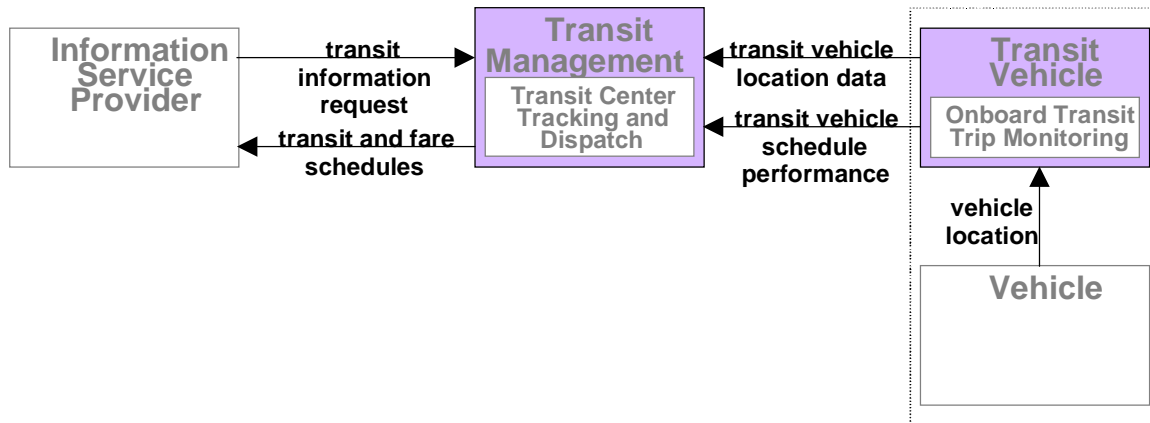 Information
Service
Provider
transit
information
request
transit and fare
schedules
Transit
Management
Transit Center
Tracking and
Dispatch
transit vehicle
location data
transit vehicle
schedule
performance
Transit
Vehicle
Onboard Transit
Trip Monitoring
vehicle
location
Vehicle